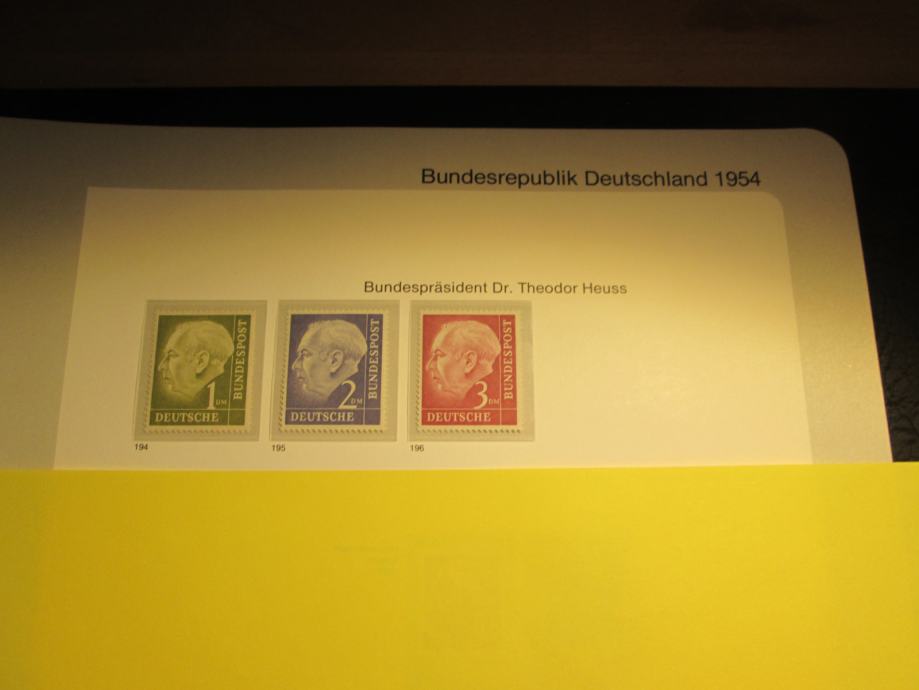 Bundesrepublik Deutschland 1954
Bundespräsident Dr. Theodor Heuss
1 DM
DEUTSCHE
BUNDESPOST
2 DM
DEUTSCHE
BUNDESPOST
3 DM
DEUTSCHE
BUNDESPOST
194
195
196